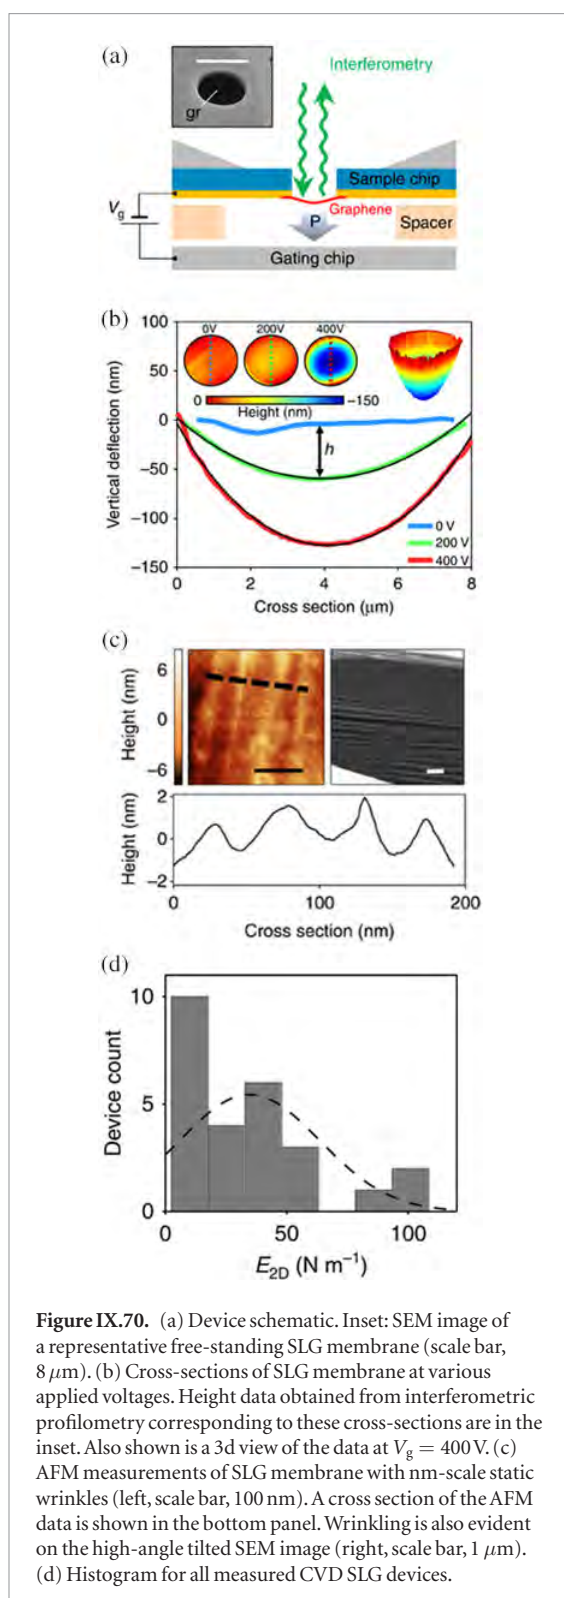 (a)
Interferometry
gr
Sample chip
Vg
Graphene
P
Spacer
Gating chip
(b)
100
50
0
−50
−100
−150
Vertical deflection (nm)
0V 200V 400V
0 −150
Height (nm)
h
0 V
200 V
400 V
0 2 4 6 8
Cross section (μm)
(c)
6
0
−6
Height (nm)
2
0
−2
Height (nm)
0 100 200
Cross section (nm)
(d)
10
5
0
Device count
0 50 100
E2D (N m−1)
Figure IX.70. (a) Device schematic. Inset: SEM image of
a representative free-standing SLG membrane (scale bar,
8 μm). (b) Cross-sections of SLG membrane at various
applied voltages. Height data obtained from interferometric
profilometry corresponding to these cross-sections are in the
inset. Also shown is a 3d view of the data at Vg = 400 V. (c)
AFM measurements of SLG membrane with nm-scale static
wrinkles (left, scale bar, 100 nm). A cross section of the AFM
data is shown in the bottom panel. Wrinkling is also evident
on the high-angle tilted SEM image (right, scale bar, 1 μm).
(d) Histogram for all measured CVD SLG devices.